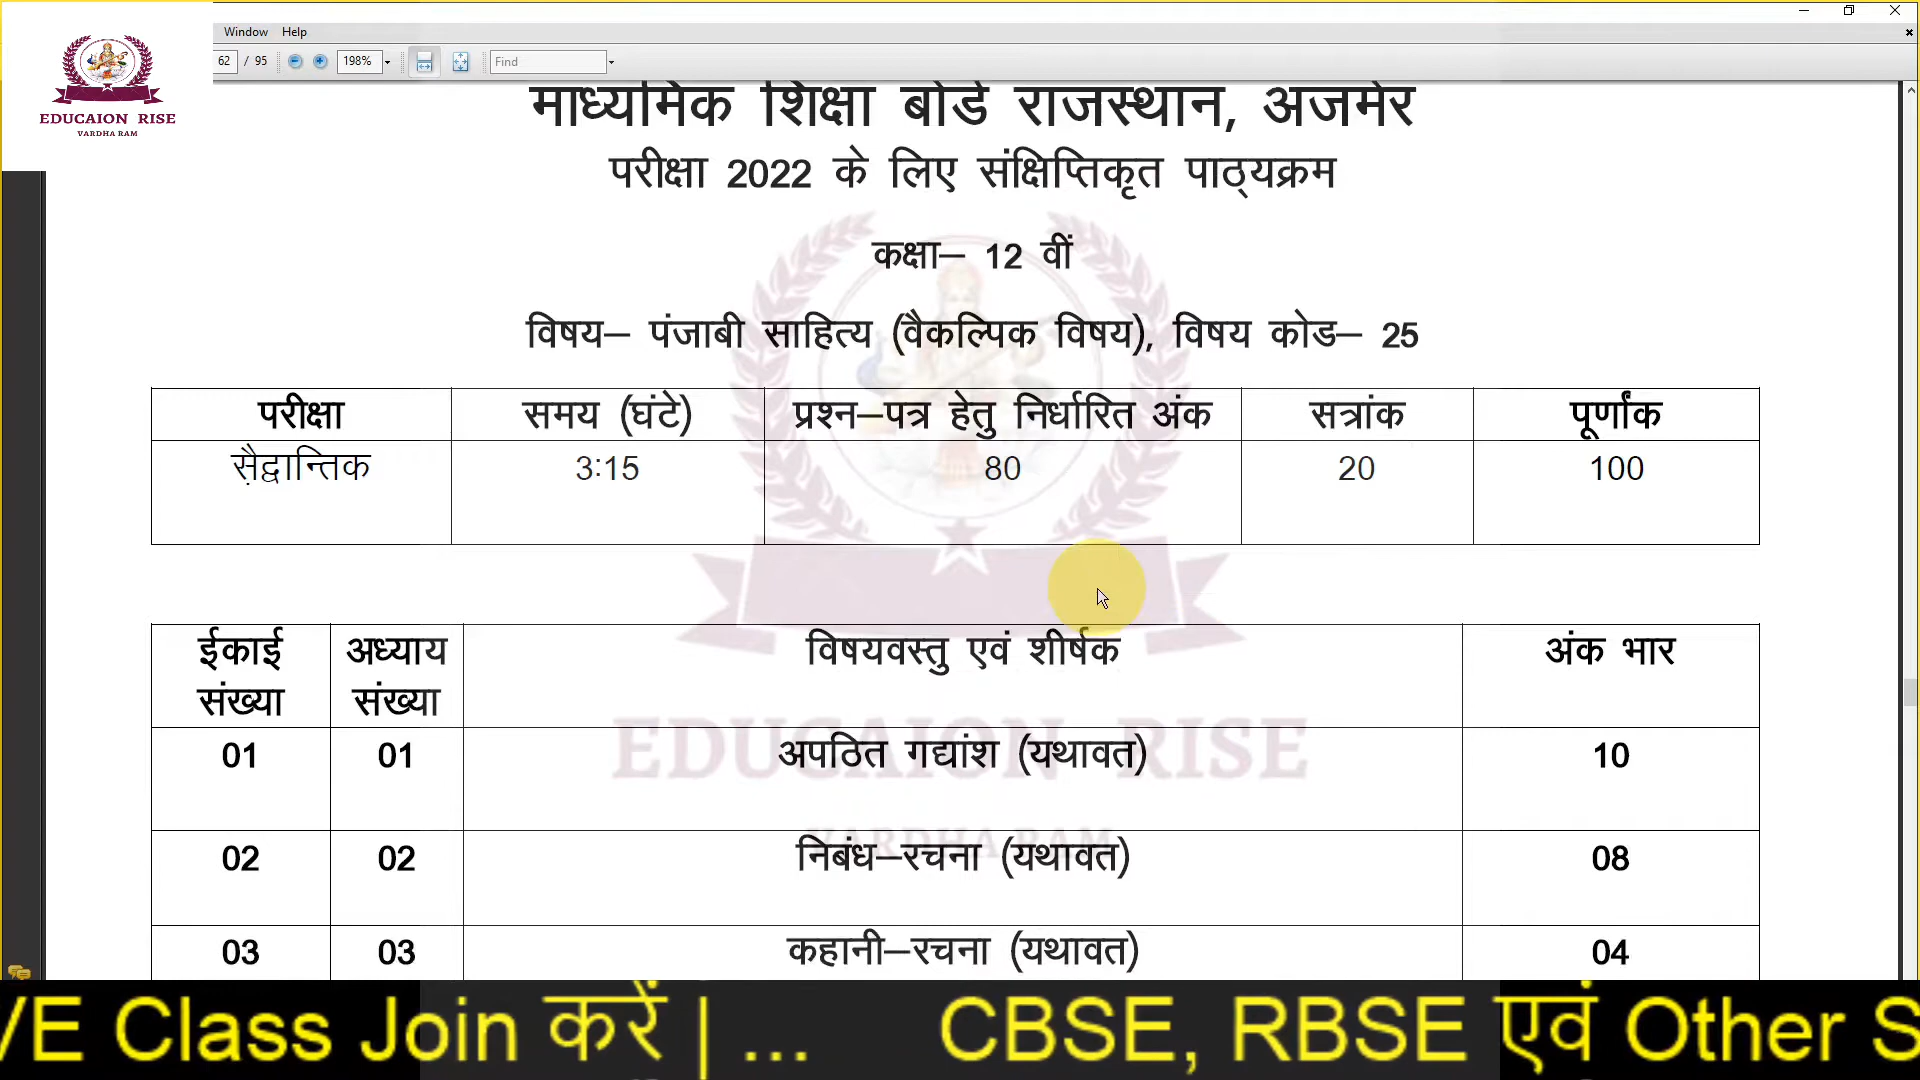 Window Help
62 / 95 198% Find
EDUCAION RISE
VARDHA RAM
माध्यमिक शिक्षा बोर्ड राजस्थान, अजमेर
परीक्षा 2022 के लिए संक्षिप्तिकृत पाठ्यक्रम
कक्षा– 12 वीं
विषय– पंजाबी साहित्य (वैकल्पिक विषय), विषय कोड– 25
परीक्षा समय (घंटे) प्रश्न–पत्र हेतु निर्धारित अंक सत्रांक पूर्णांक
सै़द्वान्तिक 3:15 80 20 100
ईकाई संख्या अध्याय संख्या विषयवस्तु एवं शीर्षक अंक भार
01 01 अपठित गद्यांश (यथावत) 10
02 02 निबंध–रचना (यथावत) 08
03 03 कहानी–रचना (यथावत) 04
EDUCAION RISE
VARDHA RAM
VE Class Join करें | ... CBSE, RBSE एवं Other S